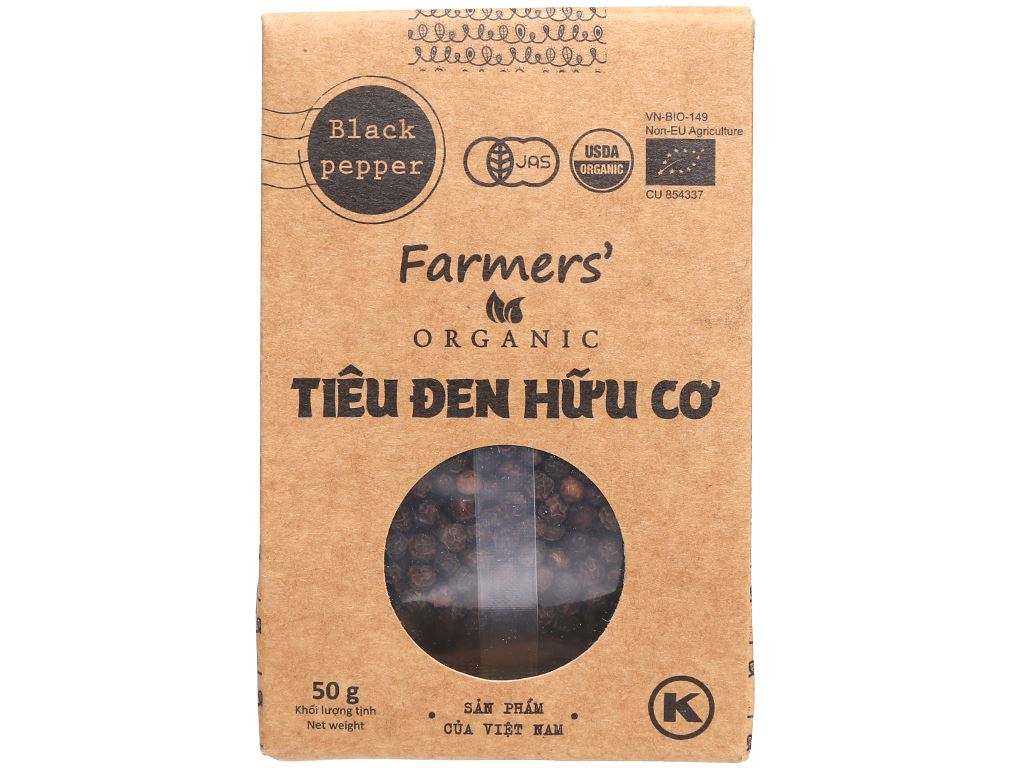 Black
pepper
JAS
USDA
ORGANIC
VN-BIO-149
Non-EU Agriculture
CU 854337
Farmers'
ORGANIC
TIÊU ĐEN HỮU CƠ
50 g
Khối lượng tịnh
Net weight
• SẢN PHẨM •
CỦA VIỆT NAM
K